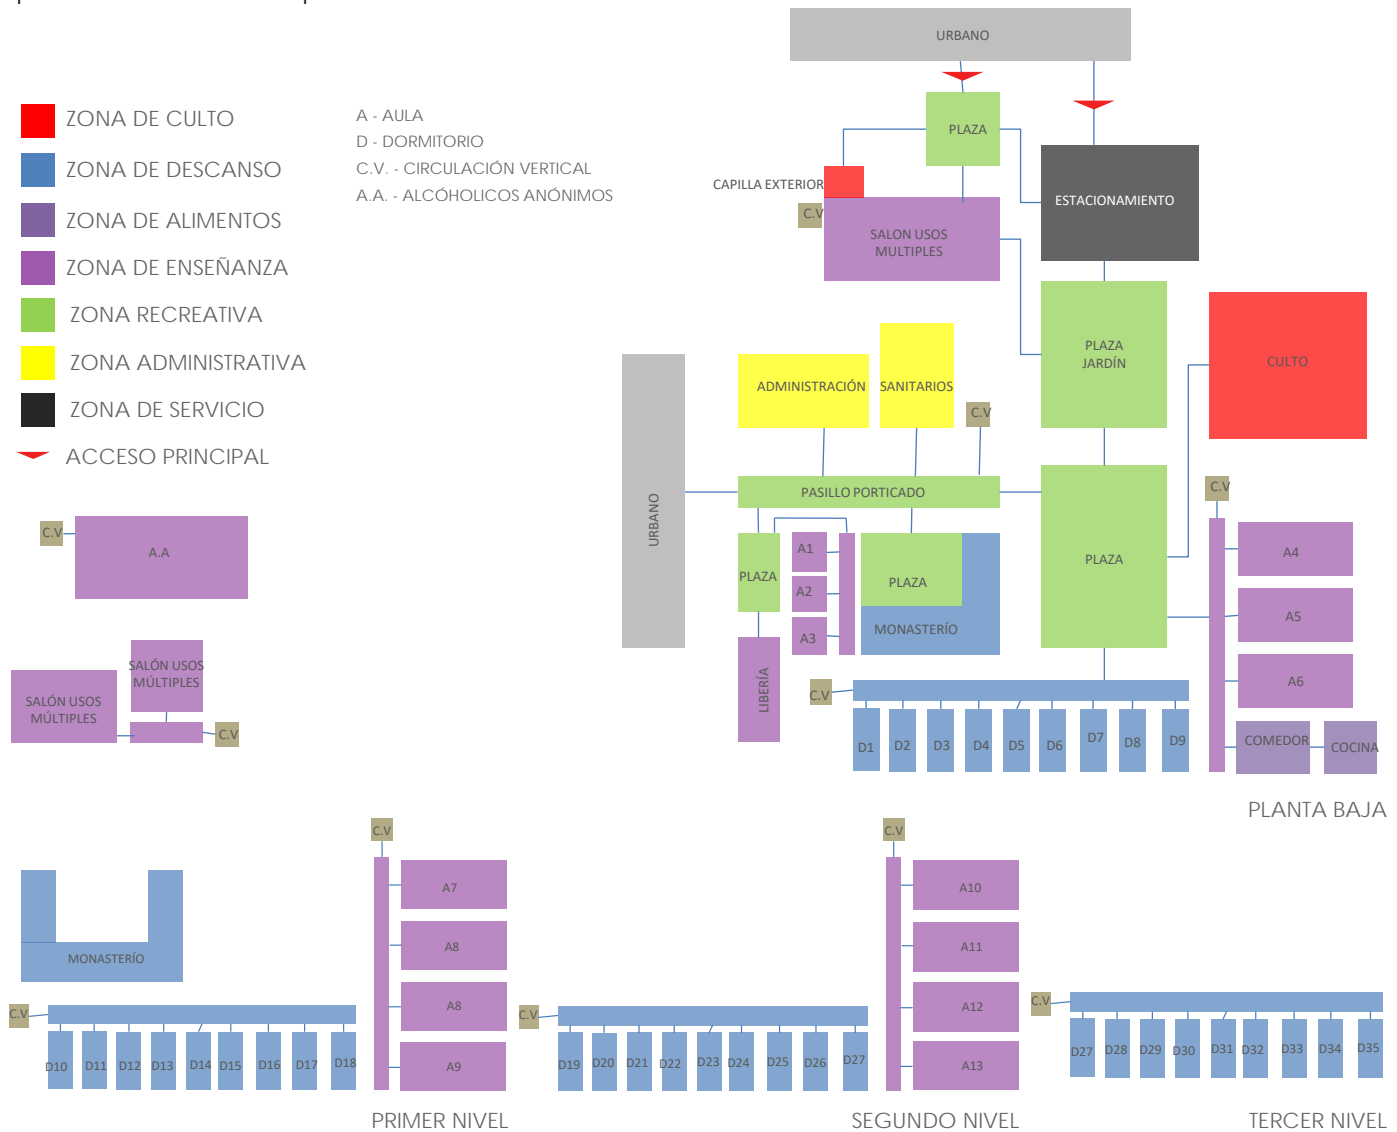 ZONA DE CULTO
ZONA DE DESCANSO
ZONA DE ALIMENTOS
ZONA DE ENSEÑANZA
ZONA RECREATIVA
ZONA ADMINISTRATIVA
ZONA DE SERVICIO
ACCESO PRINCIPAL
A - AULA
D - DORMITORIO
C.V. - CIRCULACIÓN VERTICAL
A.A. - ALCÓHOLICOS ANÓNIMOS
URBANO
PLAZA
CAPILLA EXTERIOR
C.V
SALON USOS
MULTIPLES
ESTACIONAMIENTO
PLAZA
JARDÍN
CULTO
ADMINISTRACIÓN
SANITARIOS
C.V
URBANO
PASILLO PORTICADO
PLAZA
C.V
PLAZA
A1
A2
A3
PLAZA
MONASTERÍO
LIBERÍA
A4
A5
A6
COMEDOR
COCINA
C.V
D1
D2
D3
D4
D5
D6
D7
D8
D9
PLANTA BAJA
C.V
A.A
SALÓN USOS
MÚLTIPLES
SALÓN USOS
MÚLTIPLES
C.V
MONASTERÍO
C.V
D10
D11
D12
D13
D14
D15
D16
D17
D18
C.V
A7
A8
A8
A9
PRIMER NIVEL
C.V
D19
D20
D21
D22
D23
D24
D25
D26
D27
C.V
A10
A11
A12
A13
SEGUNDO NIVEL
C.V
D27
D28
D29
D30
D31
D32
D33
D34
D35
TERCER NIVEL